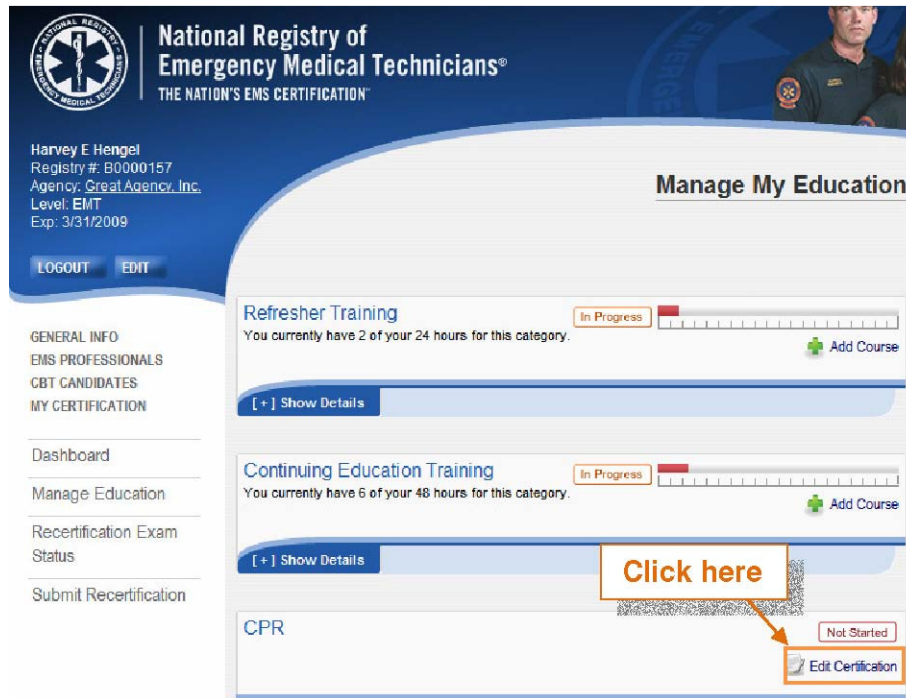 National Registry of
Emergency Medical Technicians®
THE NATION'S EMS CERTIFICATION™
Harvey E Hengel
Registry #: B0000157
Agency: Great Agency, Inc.
Level: EMT
Exp: 3/31/2009
LOGOUT EDIT
Manage My Education
GENERAL INFO
EMS PROFESSIONALS
CBT CANDIDATES
MY CERTIFICATION
Dashboard
Manage Education
Recertification Exam
Status
Submit Recertification
Refresher Training
In Progress
You currently have 2 of your 24 hours for this category.
Add Course
[+] Show Details
Continuing Education Training
In Progress
You currently have 6 of your 48 hours for this category.
Add Course
[+] Show Details
Click here
CPR
Not Started
Edit Certification